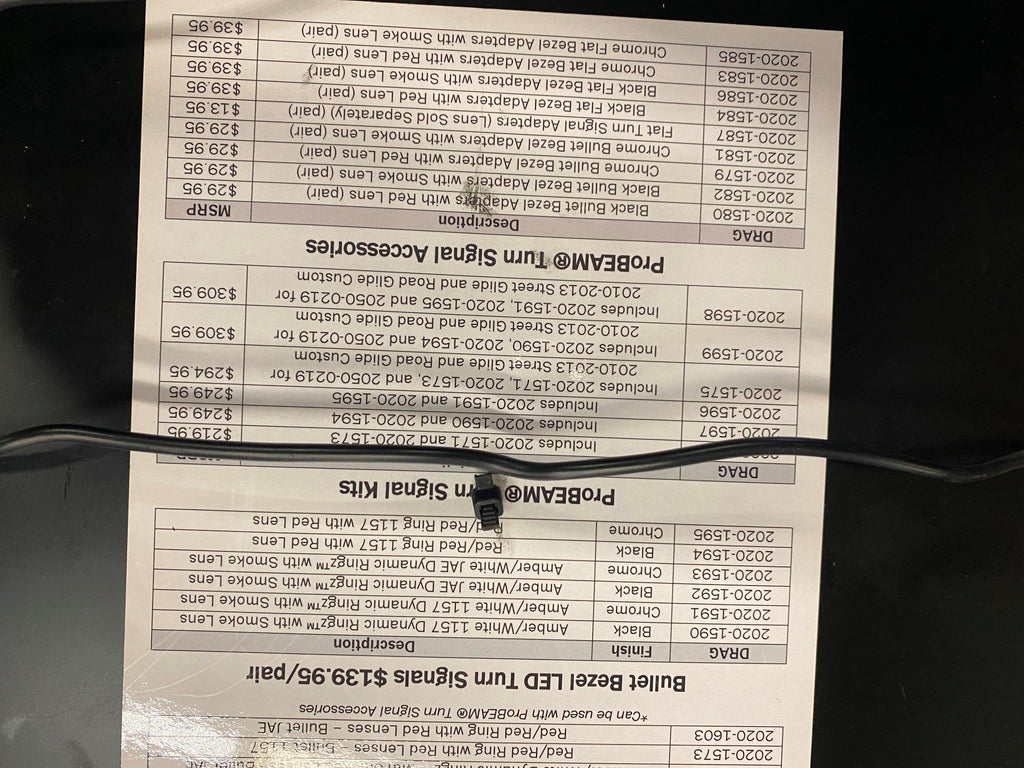 2020-1573 Red/Red Ring with Red Lenses – Bullet 1157
2020-1603 Red/Red Ring with Red Lenses – Bullet JAE
*Can be used with ProBEAM® Turn Signal Accessories
Bullet Bezel LED Turn Signals $139.95/pair
DRAG Finish Description
2020-1590 Black Amber/White 1157 Dynamic Ringz™ with Smoke Lens
2020-1591 Chrome Amber/White 1157 Dynamic Ringz™ with Smoke Lens
2020-1592 Black Amber/White JAE Dynamic Ringz™ with Smoke Lens
2020-1593 Chrome Amber/White JAE Dynamic Ringz™ with Smoke Lens
2020-1594 Black Red/Red Ring 1157 with Red Lens
2020-1595 Chrome Red/Red Ring 1157 with Red Lens
ProBEAM® Turn Signal Kits
DRAG
Includes 2020-1571 and 2020-1573 $219.95
2020-1597 Includes 2020-1590 and 2020-1594 $249.95
2020-1596 Includes 2020-1591 and 2020-1595 $249.95
2020-1575 Includes 2020-1571, 2020-1573, and 2050-0219 for $294.95
2010-2013 Street Glide and Road Glide Custom
2020-1599 Includes 2020-1590, 2020-1594 and 2050-0219 for $309.95
2010-2013 Street Glide and Road Glide Custom
2020-1598 Includes 2020-1591, 2020-1595 and 2050-0219 for $309.95
2010-2013 Street Glide and Road Glide Custom
ProBEAM® Turn Signal Accessories
DRAG Description MSRP
2020-1580 Black Bullet Bezel Adapters with Red Lens (pair) $29.95
2020-1582 Black Bullet Bezel Adapters with Smoke Lens (pair) $29.95
2020-1579 Chrome Bullet Bezel Adapters with Red Lens (pair) $29.95
2020-1581 Chrome Bullet Bezel Adapters with Smoke Lens (pair) $29.95
2020-1587 Flat Turn Signal Adapters (Lens Sold Separately) (pair) $13.95
2020-1584 Black Flat Bezel Adapters with Red Lens (pair) $39.95
2020-1586 Black Flat Bezel Adapters with Smoke Lens (pair) $39.95
2020-1583 Chrome Flat Bezel Adapters with Red Lens (pair) $39.95
2020-1585 Chrome Flat Bezel Adapters with Smoke Lens (pair) $39.95